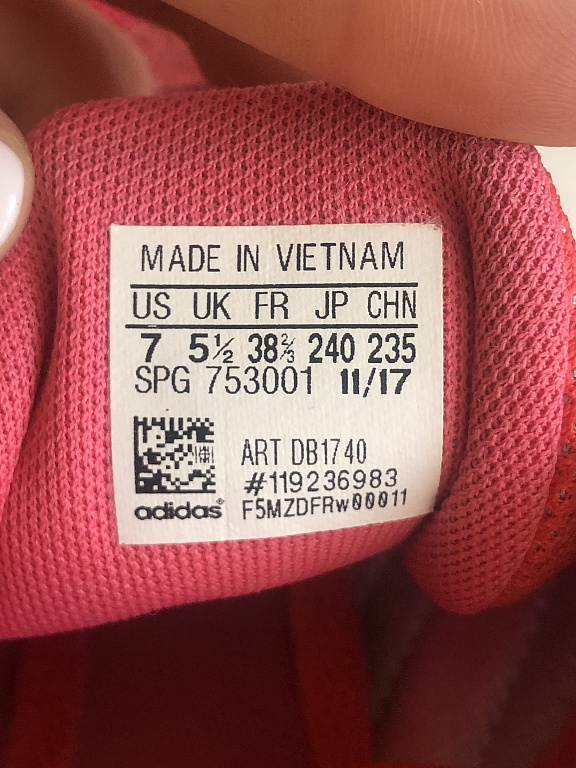 MADE IN VIETNAM
US UK FR JP CHN
7 5½ 38⅔ 240 235
SPG 753001 11/17
ART DB1740
#119236983
adidas® F5MZDFRw00011